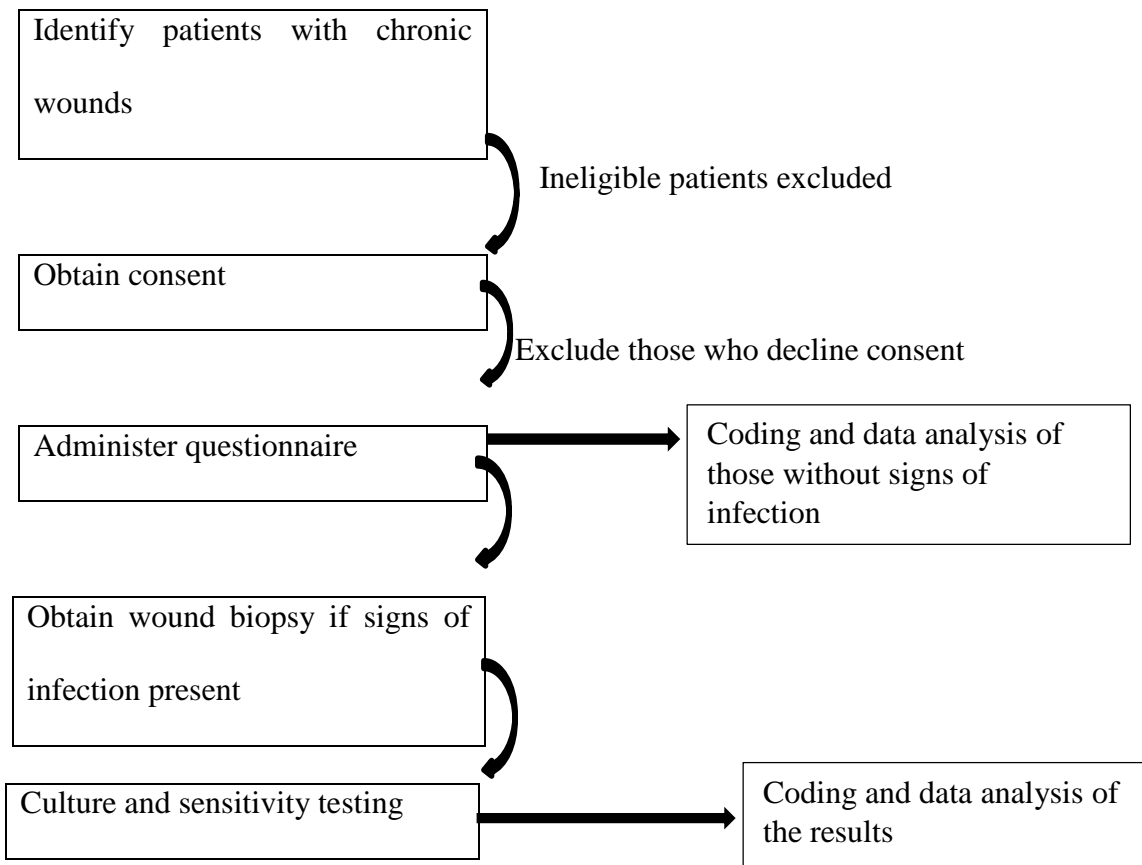 Identify patients with chronic
wounds
Ineligible patients excluded
Obtain consent
Exclude those who decline consent
Administer questionnaire
Coding and data analysis of
those without signs of
infection
Obtain wound biopsy if signs of
infection present
Culture and sensitivity testing
Coding and data analysis of
the results